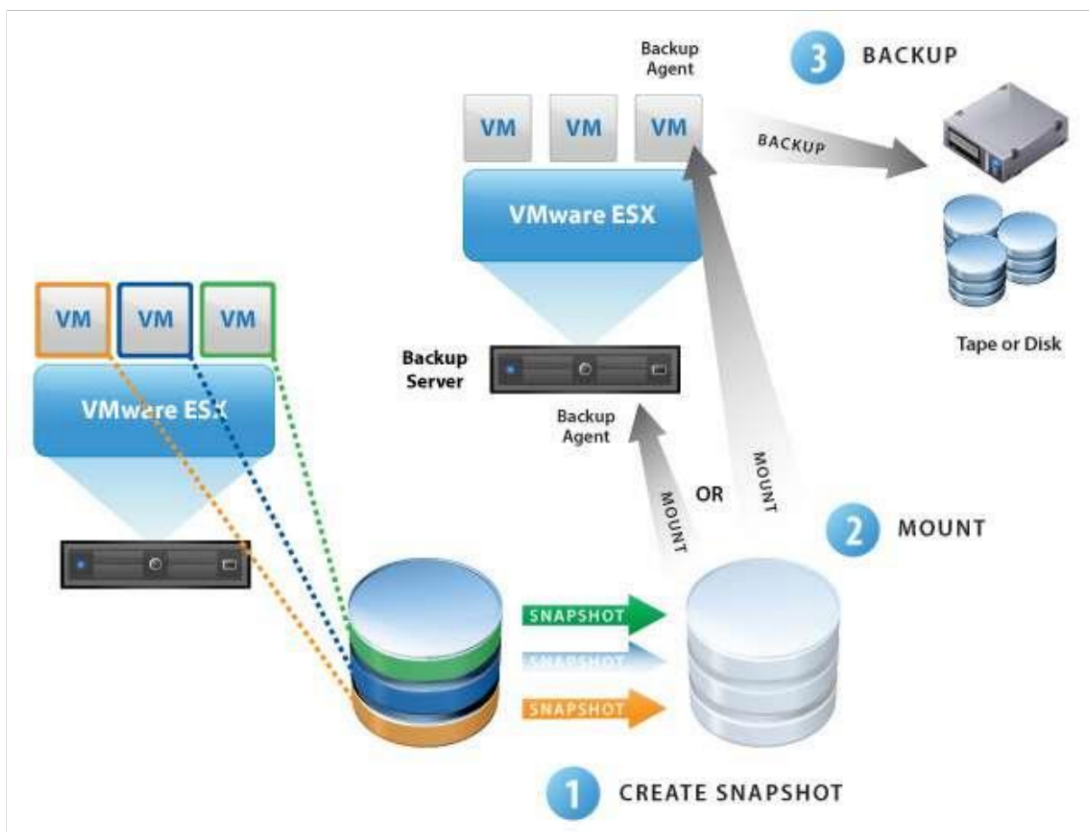 Backup
Agent
3 BACKUP
VM VM VM
BACKUP
VMware ESX
Tape or Disk
VM VM VM
VMware ESX
Backup
Server
Backup
Agent
MOUNT
OR
MOUNT
2 MOUNT
SNAPSHOT
SNAPSHOT
SNAPSHOT
1 CREATE SNAPSHOT